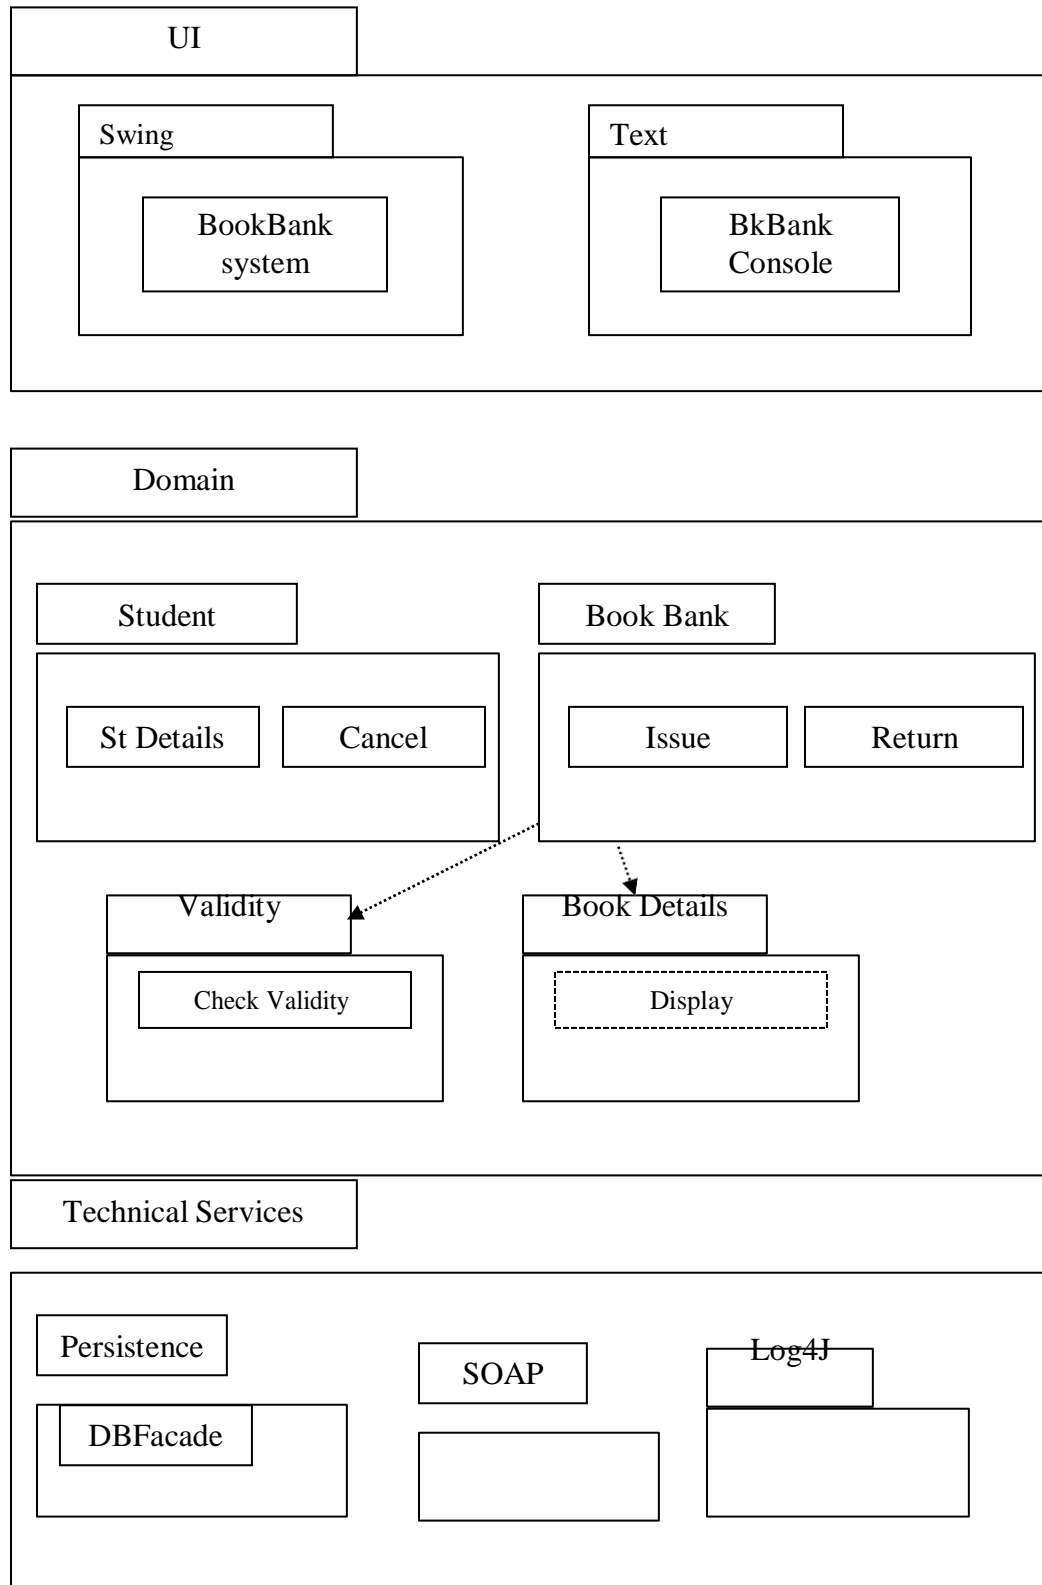 UI
Swing
Text
BookBank
system
BkBank
Console
Domain
Student
Book Bank
St Details
Cancel
Issue
Return
Validity
Book Details
Check Validity
Display
Technical Services
Persistence
SOAP
Log4J
DBFacade